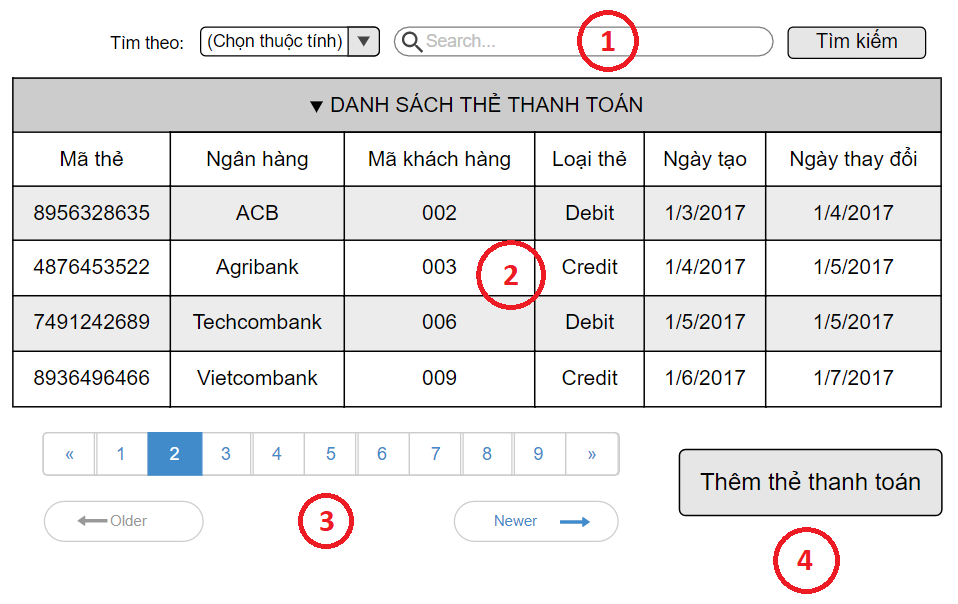 Tìm theo: (Chọn thuộc tính) ▼ Search... 1 Tìm kiếm
▼ DANH SÁCH THẺ THANH TOÁN
Mã thẻ Ngân hàng Mã khách hàng Loại thẻ Ngày tạo Ngày thay đổi
8956328635 ACB 002 Debit 1/3/2017 1/4/2017
4876453522 Agribank 003 2 Credit 1/4/2017 1/5/2017
7491242689 Techcombank 006 Debit 1/5/2017 1/5/2017
8936496466 Vietcombank 009 Credit 1/6/2017 1/7/2017
« 1 2 3 4 5 6 7 8 9 »
Thêm thẻ thanh toán
Older 3 Newer
4